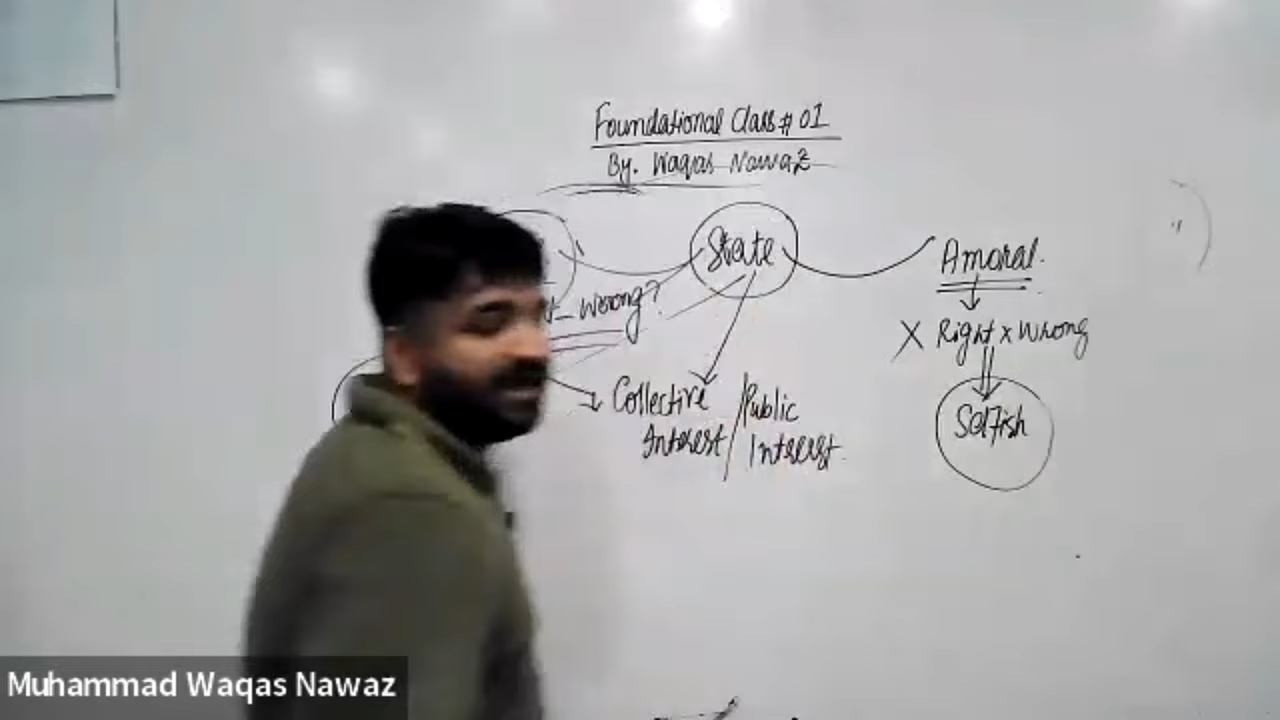 Foundational Class # 01
By. Waqas Nawaz
State
Amoral.
Wrong?
X Right x Wrong
Collective
Interest
/Public
Interest.
Selfish
Muhammad Waqas Nawaz